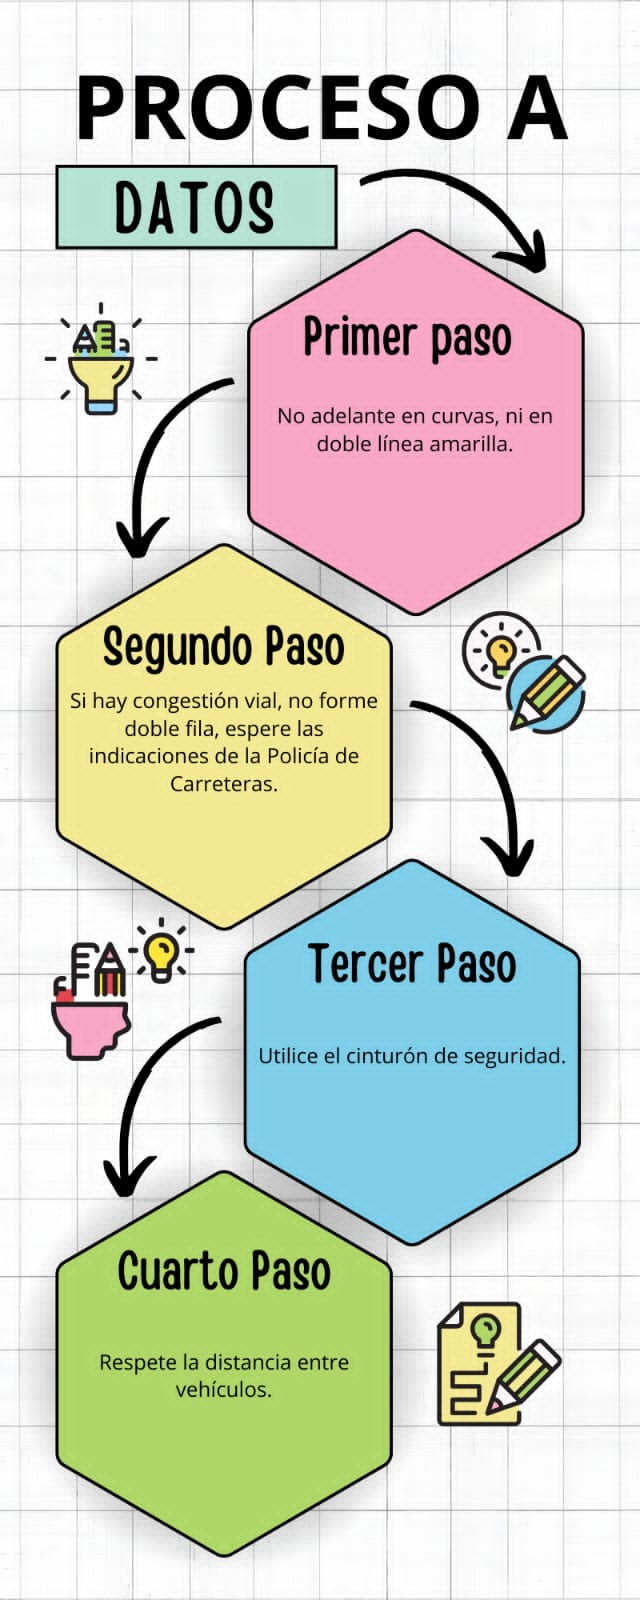 PROCESO A
DATOS
Primer paso
No adelante en curvas, ni en
doble línea amarilla.
Segundo Paso
Si hay congestión vial, no forme
doble fila, espere las
indicaciones de la Policía de
Carreteras.
Tercer Paso
Utilice el cinturón de seguridad.
Cuarto Paso
Respete la distancia entre
vehículos.